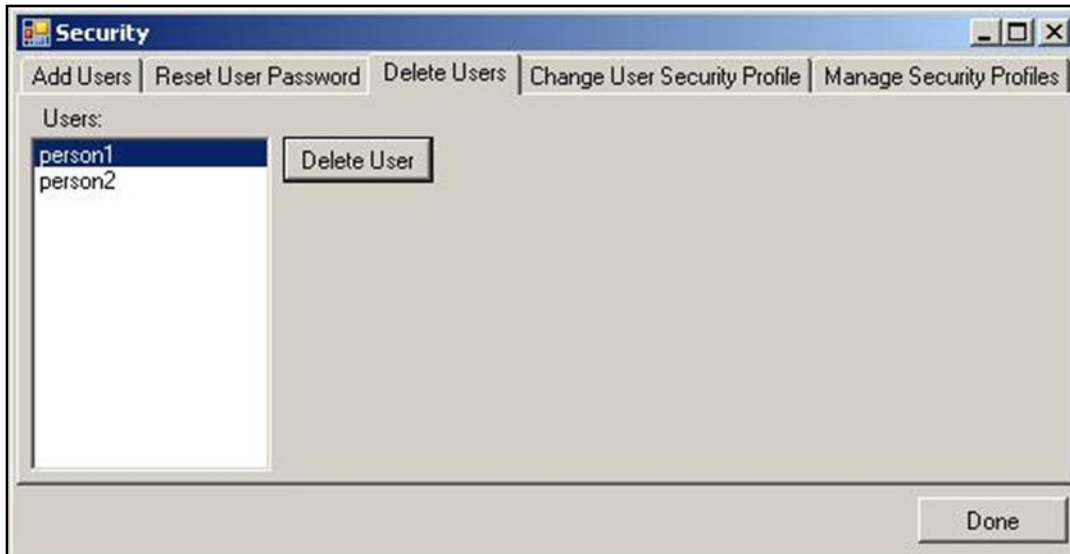 Security
Add Users Reset User Password Delete Users Change User Security Profile Manage Security Profiles
Users:
person1
Delete User
person2
Done